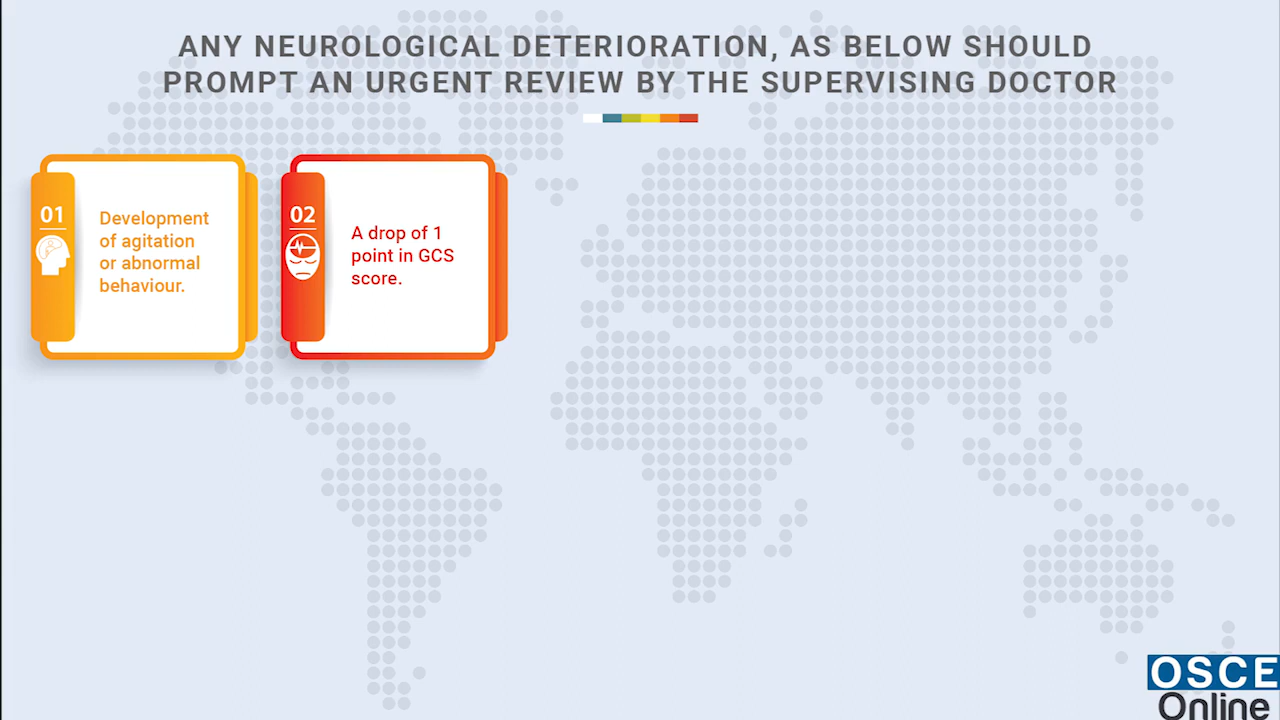 ANY NEUROLOGICAL DETERIORATION, AS BELOW SHOULD
PROMPT AN URGENT REVIEW BY THE SUPERVISING DOCTOR
01
Development
of agitation
or abnormal
behaviour.
02
A drop of 1
point in GCS
score.
OSCE
Online